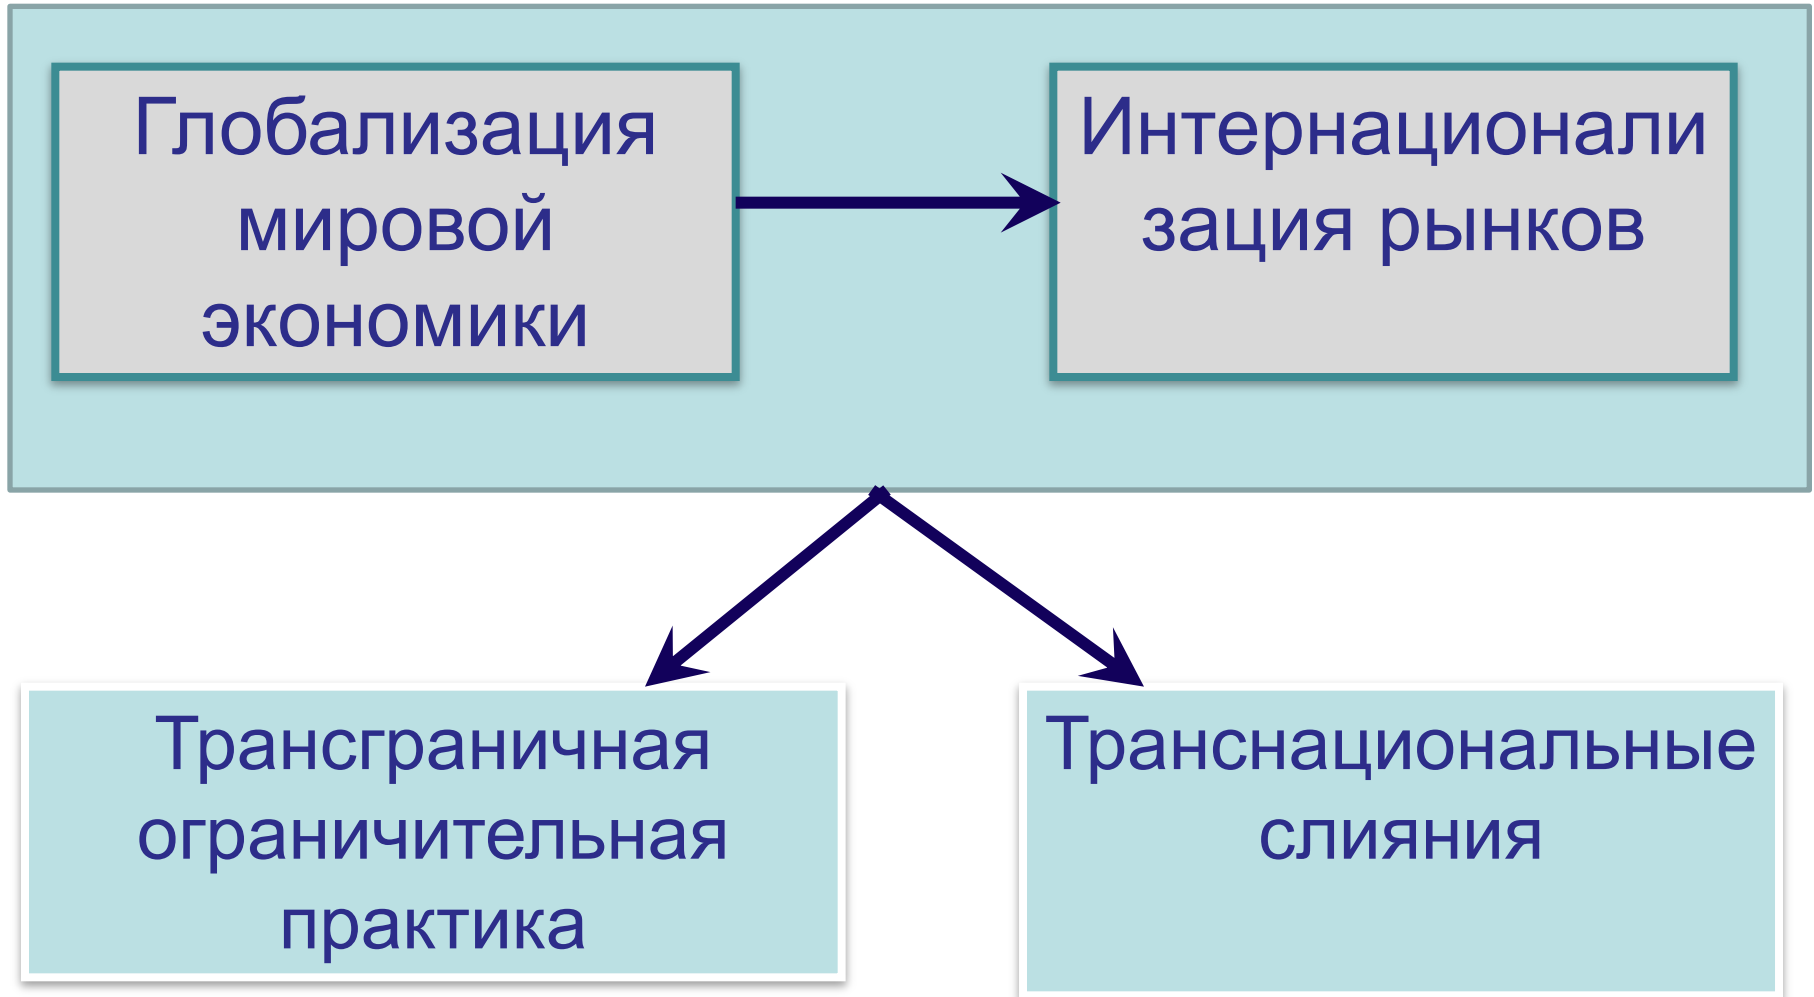 Глобализация
мировой
экономики
Интернационали
зация рынков
Трансграничная
ограничительная
практика
Транснациональные
слияния